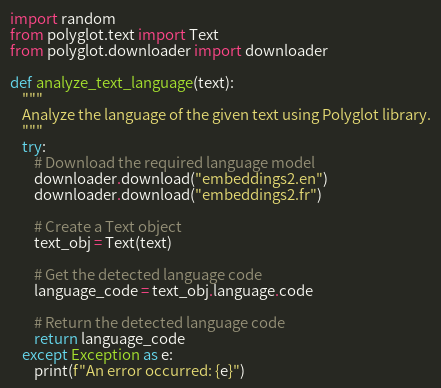 import random
from polyglot.text import Text
from polyglot.downloader import downloader

def analyze_text_language(text):
    """
    Analyze the language of the given text using Polyglot library.
    """
    try:
        # Download the required language model
        downloader.download("embeddings2.en")
        downloader.download("embeddings2.fr")

        # Create a Text object
        text_obj = Text(text)

        # Get the detected language code
        language_code = text_obj.language.code

        # Return the detected language code
        return language_code
    except Exception as e:
        print(f"An error occurred: {e}")